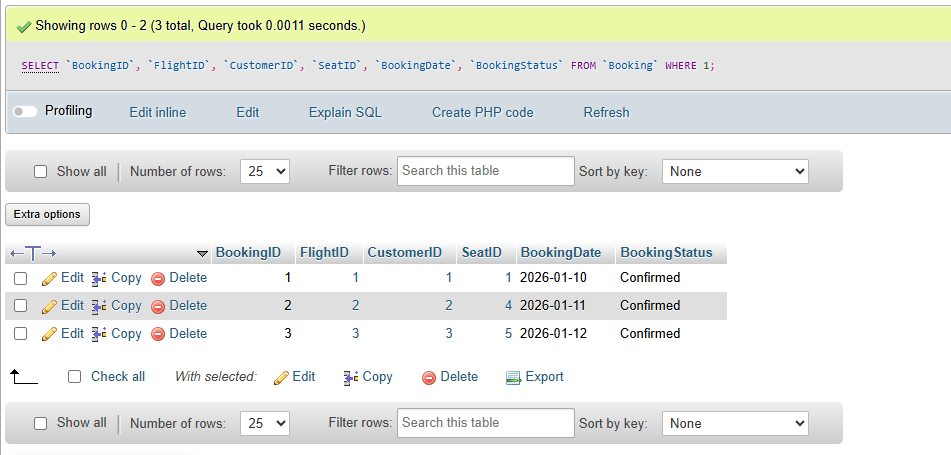 Showing rows 0 - 2 (3 total, Query took 0.0011 seconds.)
SELECT `BookingID`, `FlightID`, `CustomerID`, `SeatID`, `BookingDate`, `BookingStatus` FROM `Booking` WHERE 1;
Profiling Edit inline Edit Explain SQL Create PHP code Refresh
Show all Number of rows: 25 Filter rows: Search this table Sort by key: None
Extra options
BookingID FlightID CustomerID SeatID BookingDate BookingStatus
Edit Copy Delete 1 1 1 1 2026-01-10 Confirmed
Edit Copy Delete 2 2 2 4 2026-01-11 Confirmed
Edit Copy Delete 3 3 3 5 2026-01-12 Confirmed
Check all With selected: Edit Copy Delete Export
Show all Number of rows: 25 Filter rows: Search this table Sort by key: None